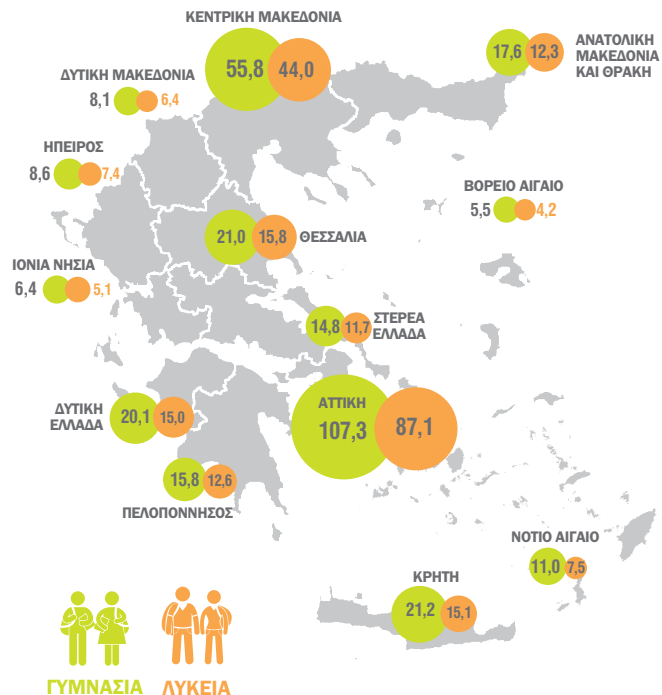 ΚΕΝΤΡΙΚΗ ΜΑΚΕΔΟΝΙΑ
55,8 44,0
17,6 12,3
ΑΝΑΤΟΛΙΚΗ
ΜΑΚΕΔΟΝΙΑ
ΚΑΙ ΘΡΑΚΗ
ΔΥΤΙΚΗ ΜΑΚΕΔΟΝΙΑ
8,1 6,4
ΗΠΕΙΡΟΣ
8,6 7,4
ΒΟΡΕΙΟ ΑΙΓΑΙΟ
5,5 4,2
21,0 15,8 ΘΕΣΣΑΛΙΑ
ΙΟΝΙΑ ΝΗΣΙΑ
6,4 5,1
14,8 11,7
ΣΤΕΡΕΑ
ΕΛΛΑΔΑ
ΑΤΤΙΚΗ
107,3 87,1
ΔΥΤΙΚΗ
ΕΛΛΑΔΑ
20,1 15,0
15,8 12,6
ΠΕΛΟΠΟΝΝΗΣΟΣ
ΝΟΤΙΟ ΑΙΓΑΙΟ
11,0 7,5
ΚΡΗΤΗ
21,2 15,1
ΓΥΜΝΑΣΙΑ ΛΥΚΕΙΑ